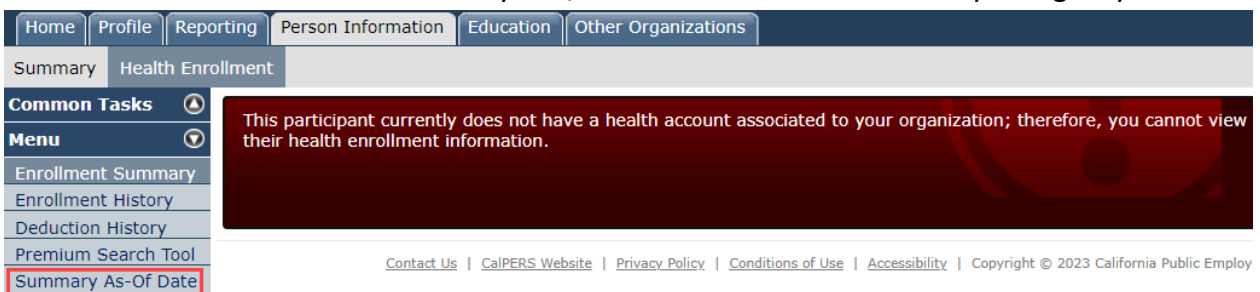 Home Profile Reporting Person Information Education Other Organizations
Summary Health Enrollment
Common Tasks
Menu
Enrollment Summary
Enrollment History
Deduction History
Premium Search Tool
Summary As-Of Date
This participant currently does not have a health account associated to your organization; therefore, you cannot view
their health enrollment information.
Contact Us | CalPERS Website | Privacy Policy | Conditions of Use | Accessibility | Copyright © 2023 California Public Employ